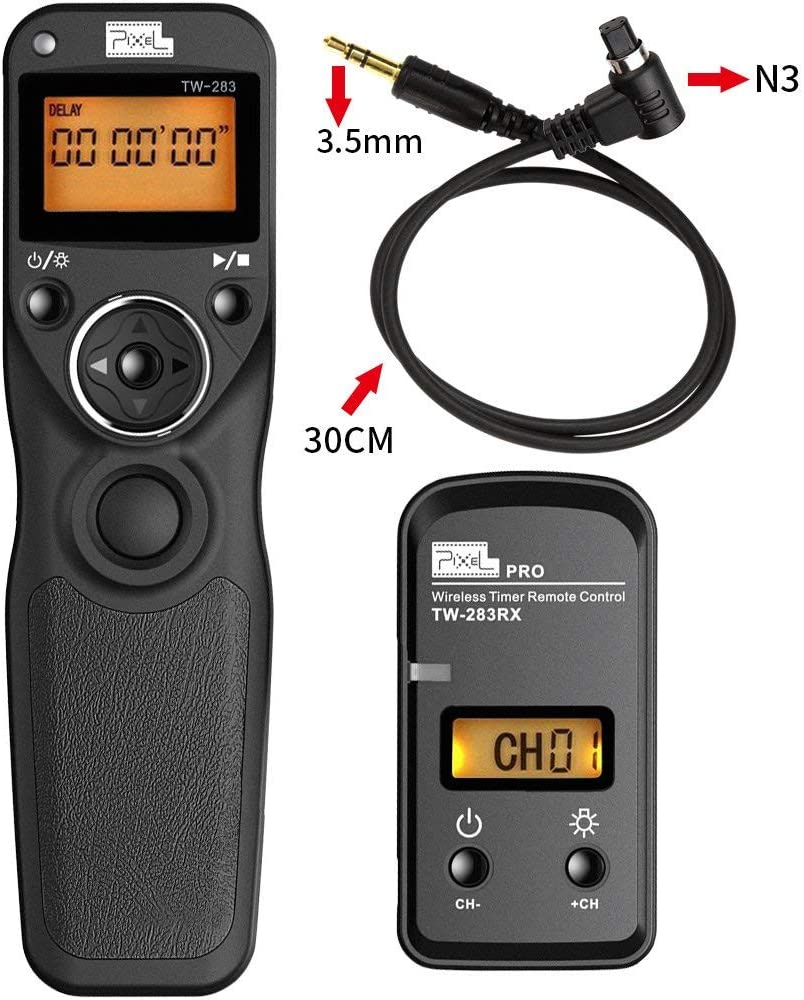 PIXEL
TW-283
DELAY
00 00'00"
3.5mm
N3
30CM
PIXEL PRO
Wireless Timer Remote Control
TW-283RX
CH01
CH-
+CH